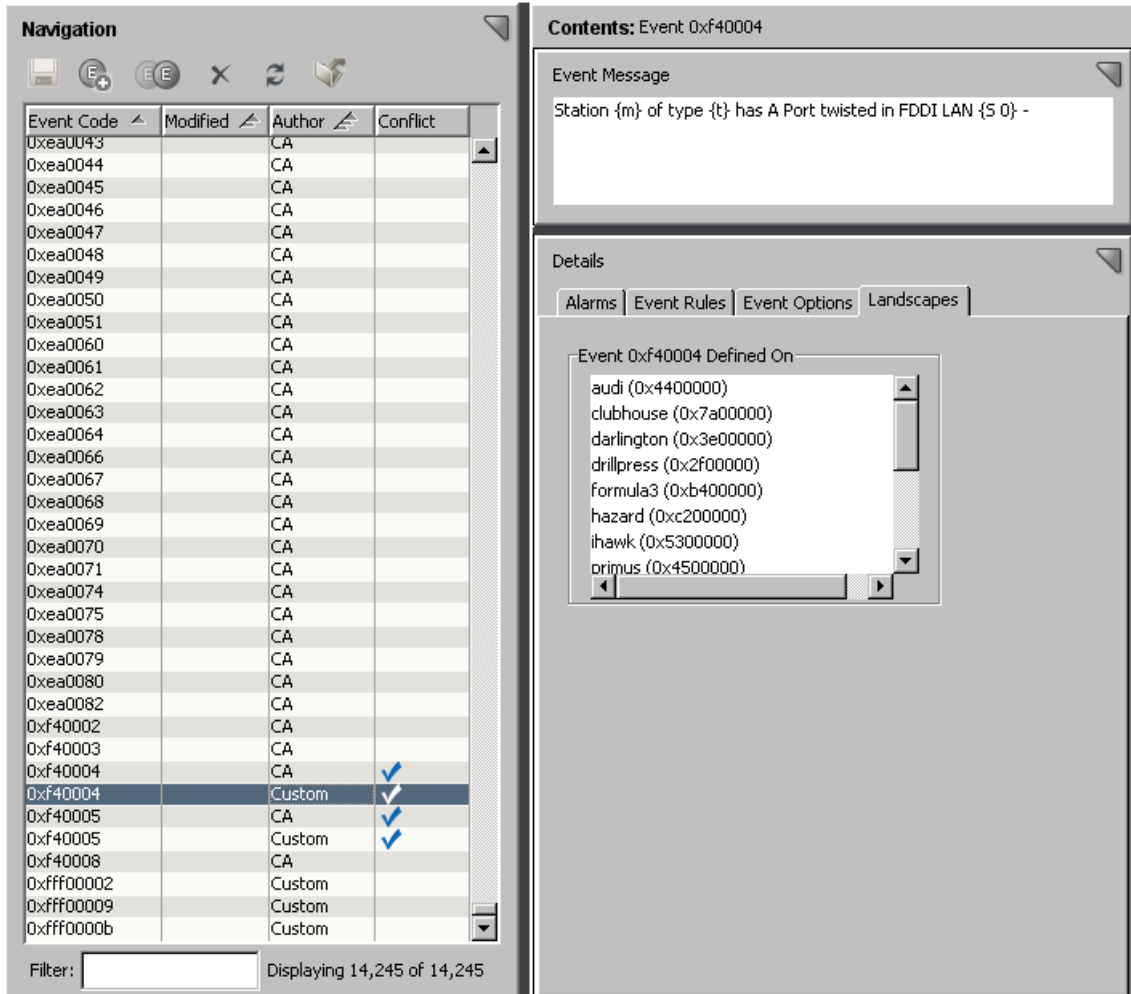 Navigation
E EE
Event Code Modified Author Conflict
0xea0043 CA
0xea0044 CA
0xea0045 CA
0xea0046 CA
0xea0047 CA
0xea0048 CA
0xea0049 CA
0xea0050 CA
0xea0051 CA
0xea0060 CA
0xea0061 CA
0xea0062 CA
0xea0063 CA
0xea0064 CA
0xea0066 CA
0xea0067 CA
0xea0068 CA
0xea0069 CA
0xea0070 CA
0xea0071 CA
0xea0074 CA
0xea0075 CA
0xea0078 CA
0xea0079 CA
0xea0080 CA
0xea0082 CA
0xf40002 CA
0xf40003 CA
0xf40004 CA
0xf40004 Custom
0xf40005 CA
0xf40005 Custom
0xf40008 CA
0xfff00002 Custom
0xfff00009 Custom
0xfff0000b Custom
Filter: Displaying 14,245 of 14,245
Contents: Event 0xf40004
Event Message
Station {m} of type {t} has A Port twisted in FDDI LAN {S 0} -
Details
Alarms Event Rules Event Options Landscapes
Event 0xf40004 Defined On
audi (0x4400000)
clubhouse (0x7a00000)
darlington (0x3e00000)
drillpress (0x2f00000)
formula3 (0xb400000)
hazard (0xc200000)
ihawk (0x5300000)
primus (0x4500000)